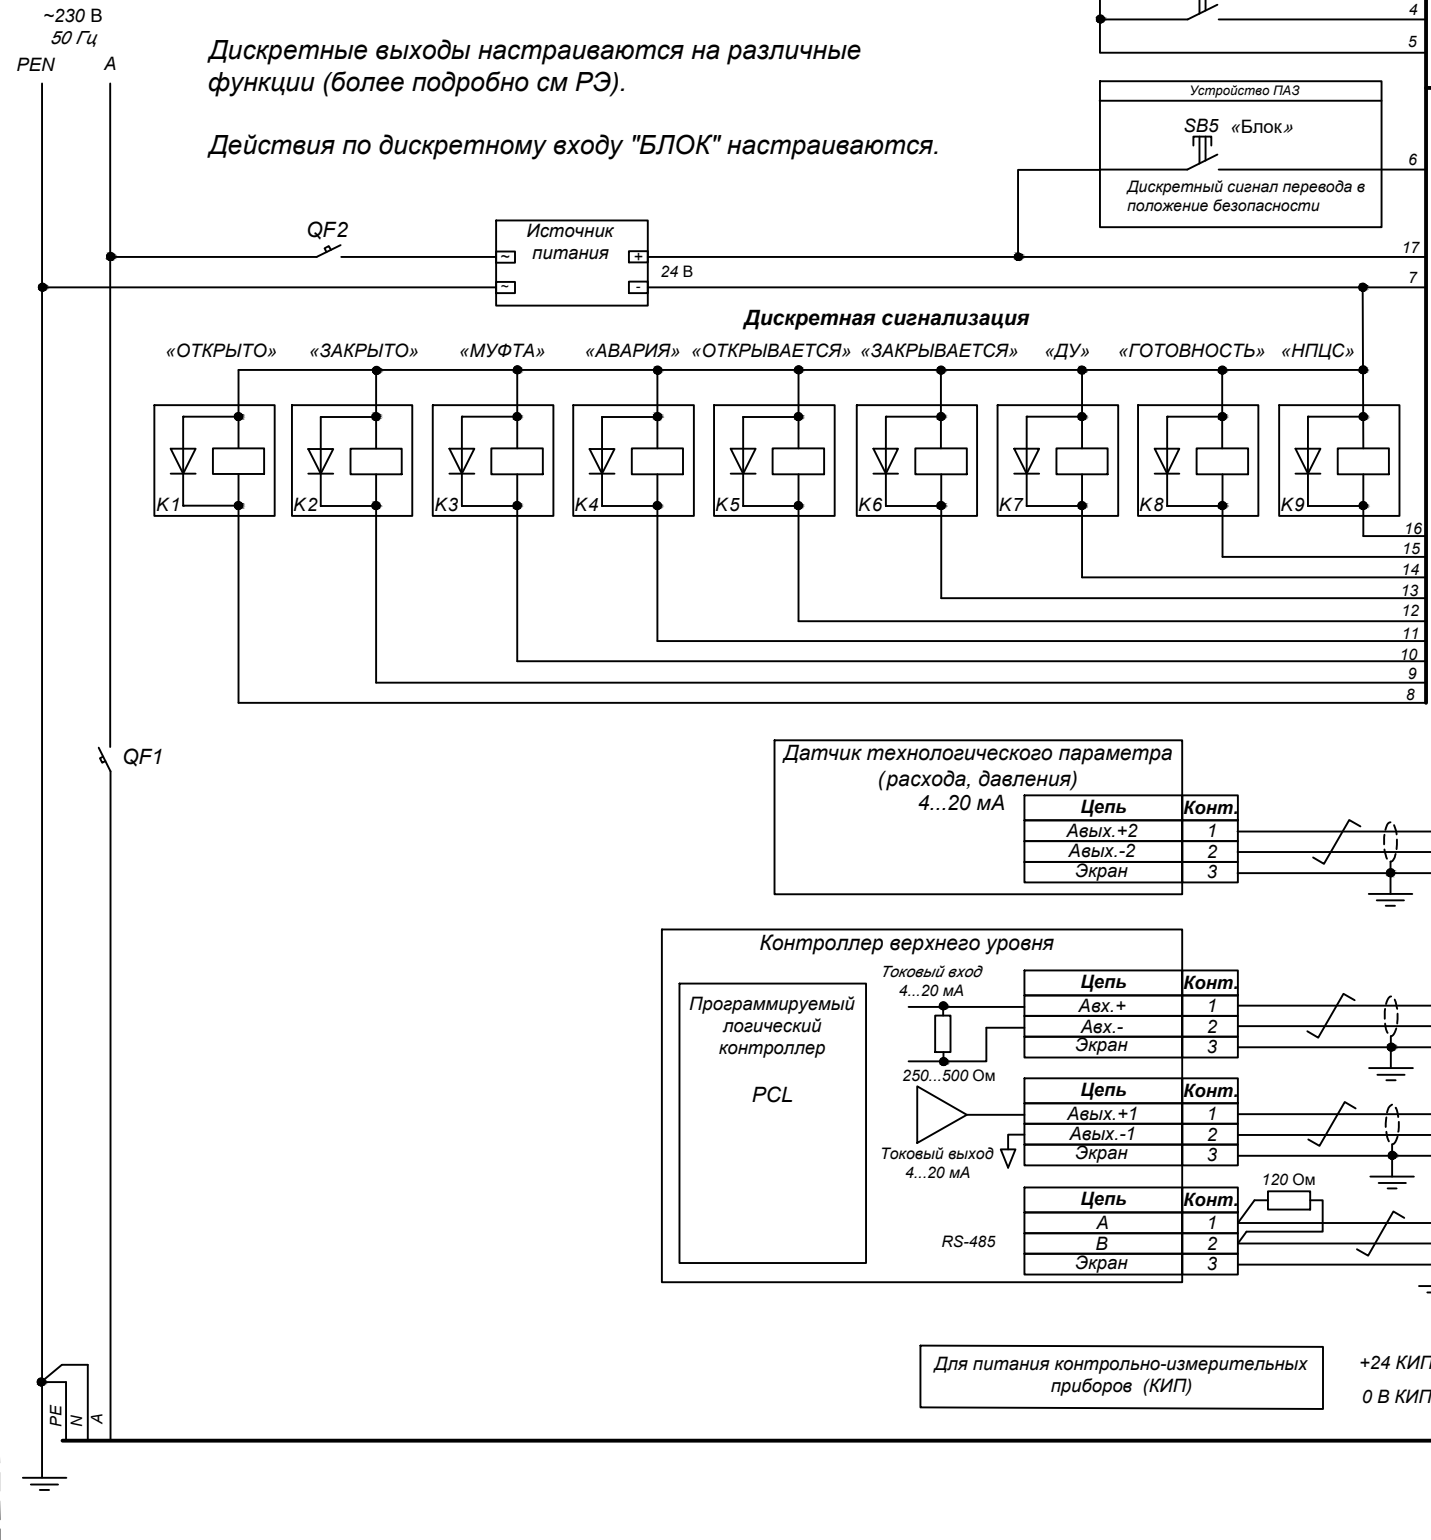 ~230 В
50 Гц
PEN A
Дискретные выходы настраиваются на различные
функции (более подробно см РЭ).
Действия по дискретному входу "БЛОК" настраиваются.
4
5
Устройство ПАЗ
SB5 «Блок»
6
Дискретный сигнал перевода в
положение безопасности
QF2
Источник
питания
~
+
~
-
24 В
17
7
Дискретная сигнализация
«ОТКРЫТО» «ЗАКРЫТО» «МУФТА» «АВАРИЯ» «ОТКРЫВАЕТСЯ» «ЗАКРЫВАЕТСЯ» «ДУ» «ГОТОВНОСТЬ» «НПЦС»
K1 K2 K3 K4 K5 K6 K7 K8 K9
16
15
14
13
12
11
10
9
8
QF1
Датчик технологического параметра
(расхода, давления)
4...20 мА
Цепь Конт.
Авых.+2 1
Авых.-2 2
Экран 3
Контроллер верхнего уровня
Программируемый
логический
контроллер
PCL
Токовый вход
4...20 мА
250...500 Ом
Цепь Конт.
Авх.+ 1
Авх.- 2
Экран 3
Токовый выход
4...20 мА
Цепь Конт.
Авых.+1 1
Авых.-1 2
Экран 3
120 Ом
RS-485
Цепь Конт.
A 1
B 2
Экран 3
Для питания контрольно-измерительных
приборов (КИП)
+24 КИП
0 В КИП
PE
N
A